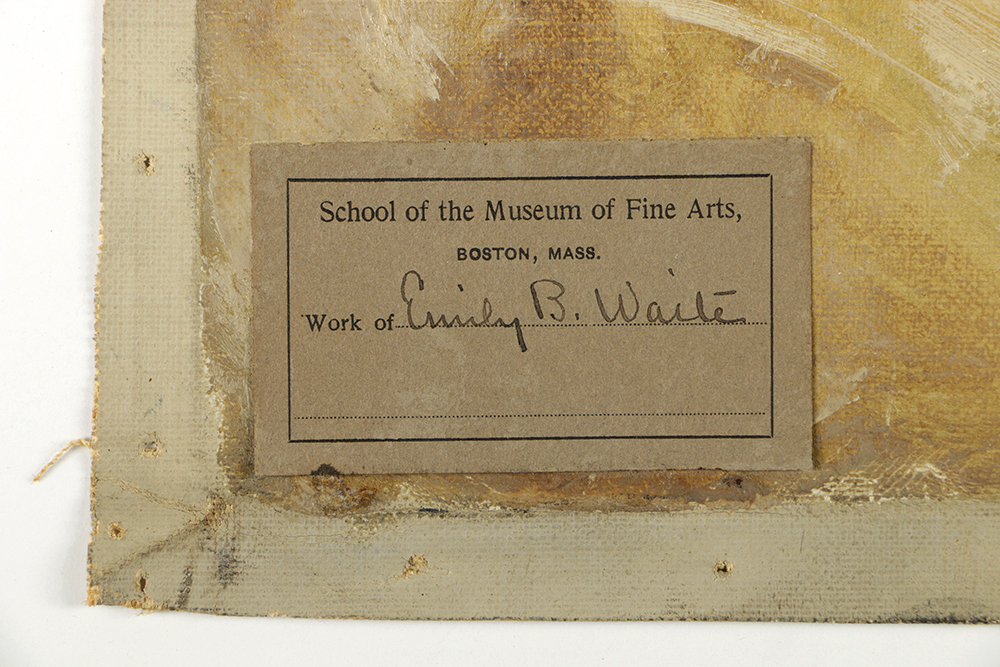 School of the Museum of Fine Arts,
BOSTON, MASS.
Work of Emily B. Waite